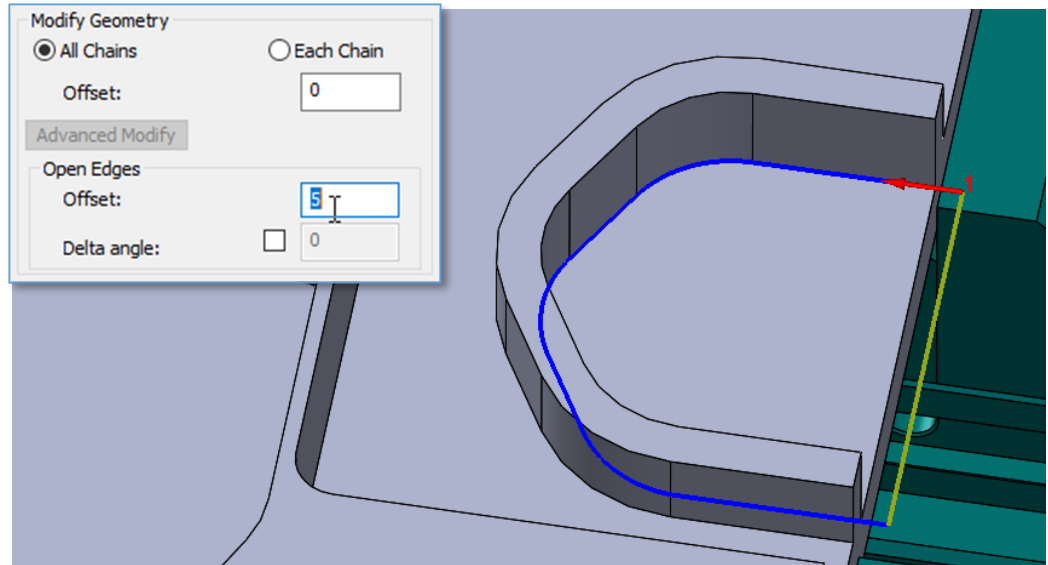 Modify Geometry
All Chains Each Chain
Offset: 0
Advanced Modify
Open Edges
Offset: 5
Delta angle: 0
1